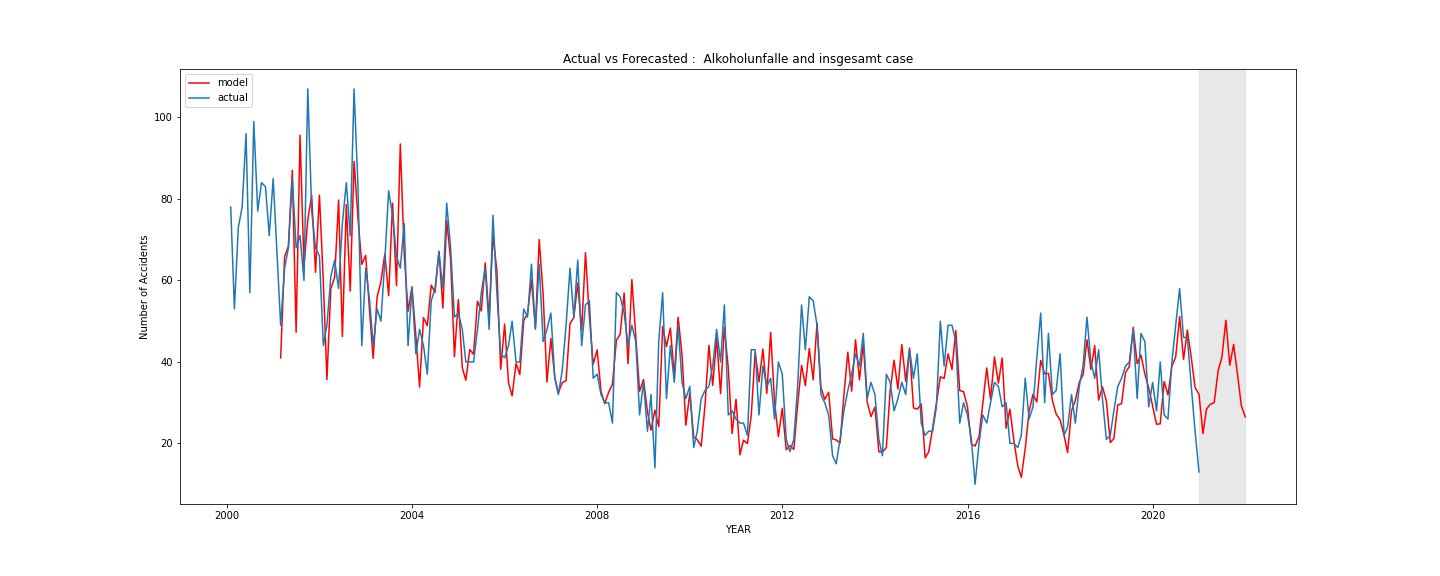 Actual vs Forecasted :  Alkoholunfalle and insgesamt case
model
actual
100
80
60
40
20
Number of Accidents
2000 2004 2008 2012 2016 2020
YEAR